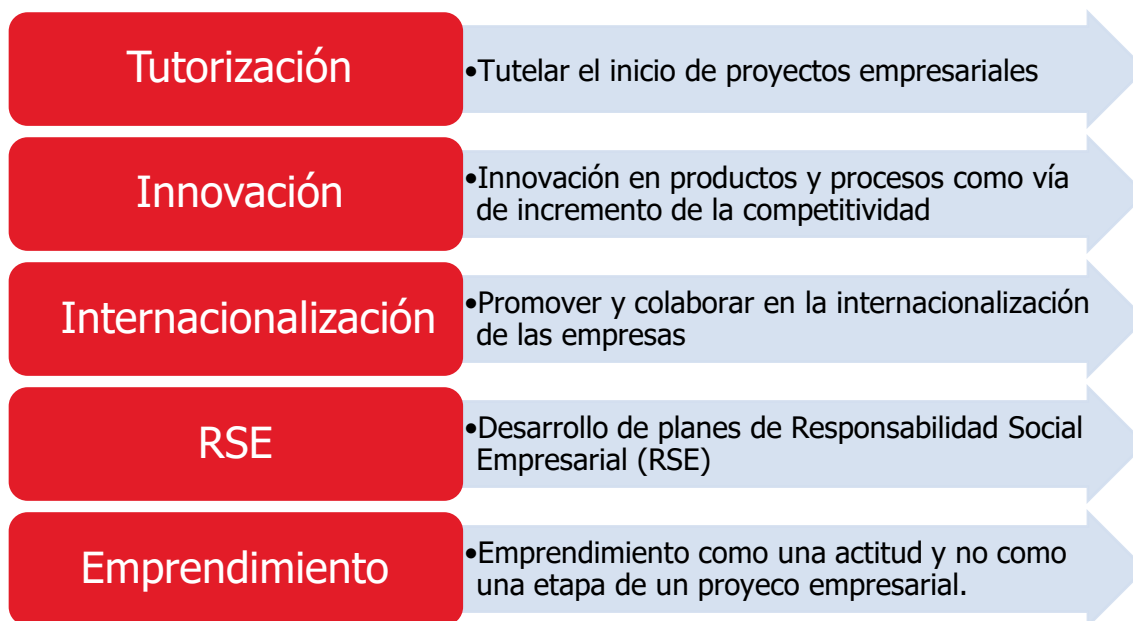 Tutorización
•Tutelar el inicio de proyectos empresariales
Innovación
•Innovación en productos y procesos como vía
de incremento de la competitividad
Internacionalización
•Promover y colaborar en la internacionalización
de las empresas
RSE
•Desarrollo de planes de Responsabilidad Social
Empresarial (RSE)
Emprendimiento
•Emprendimiento como una actitud y no como
una etapa de un proyeco empresarial.